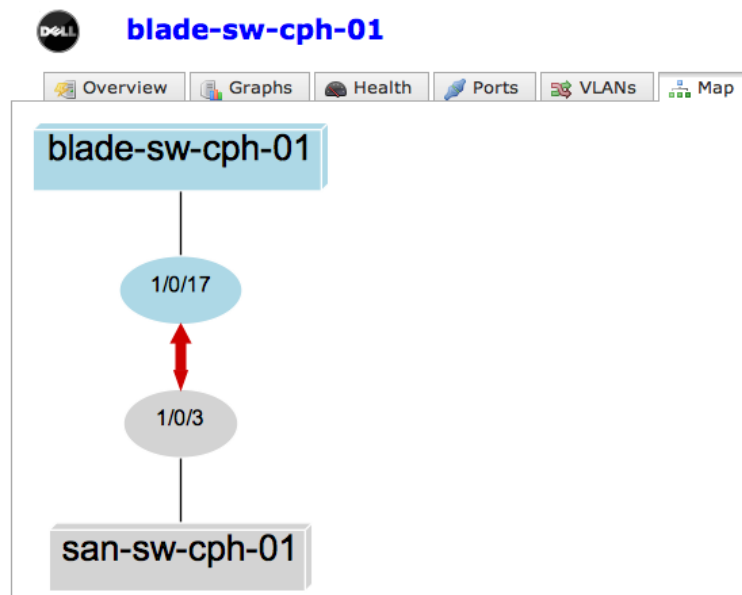 DELL
blade-sw-cph-01
Overview
Graphs
Health
Ports
VLANs
Map
blade-sw-cph-01
1/0/17
1/0/3
san-sw-cph-01